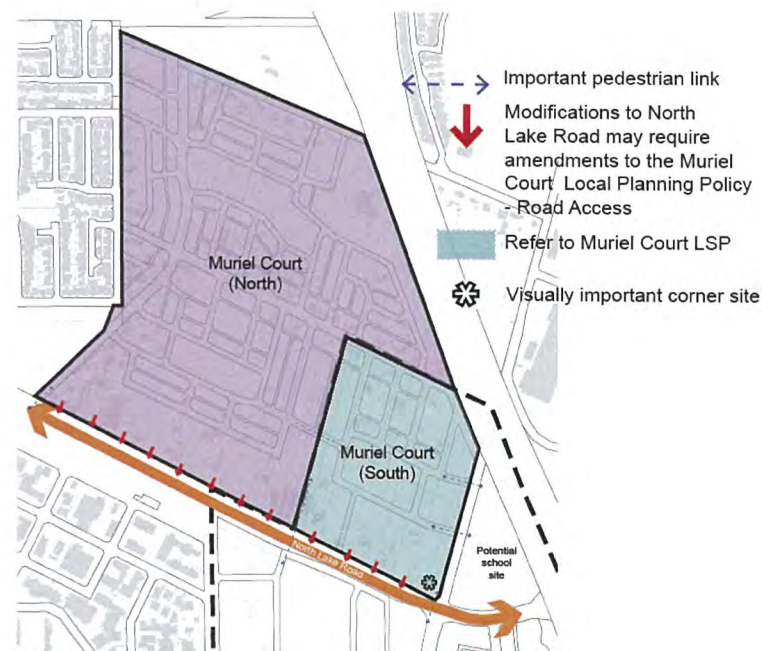 Important pedestrian link
Modifications to North
Lake Road may require
amendments to the Muriel
Court Local Planning Policy
- Road Access
Refer to Muriel Court LSP
Visually important corner site
Muriel Court
(North)
Muriel Court
(South)
North Lake Road
Potential
school
site